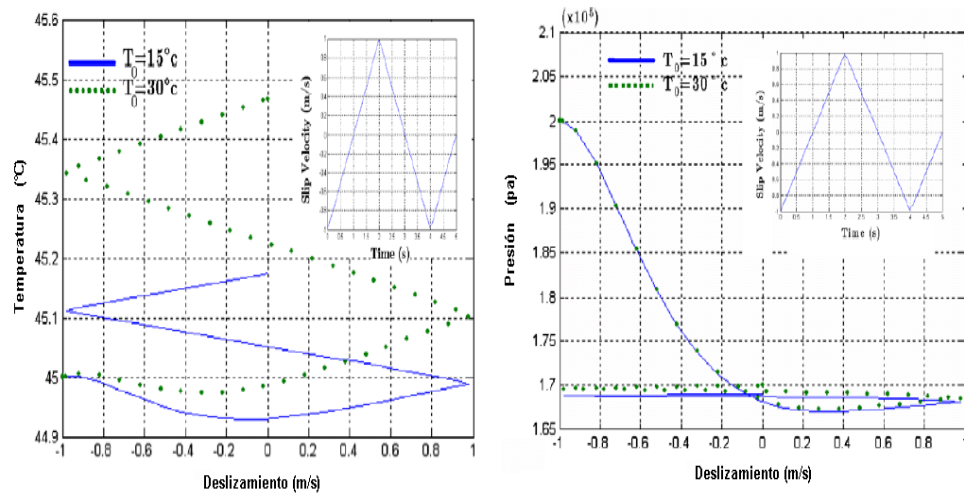 45.6
45.5
45.4
45.3
45.2
45.1
45
44.9
Temperatura (°C)
T0=15°c
T0=30°c
Slip Velocity (m/s)
Time (s)
-1 -0.8 -0.6 -0.4 -0.2 0 0.2 0.4 0.6 0.8 1
Deslizamiento (m/s)
(x10⁵)
2.1
2.05
2
1.95
1.9
1.85
1.8
1.75
1.7
1.65
Presión (pa)
T0=15° c
T0=30° c
Slip Velocity (m/s)
Time (s)
-1 -0.8 -0.6 -0.4 -0.2 0 0.2 0.4 0.6 0.8 1
Deslizamiento (m/s)